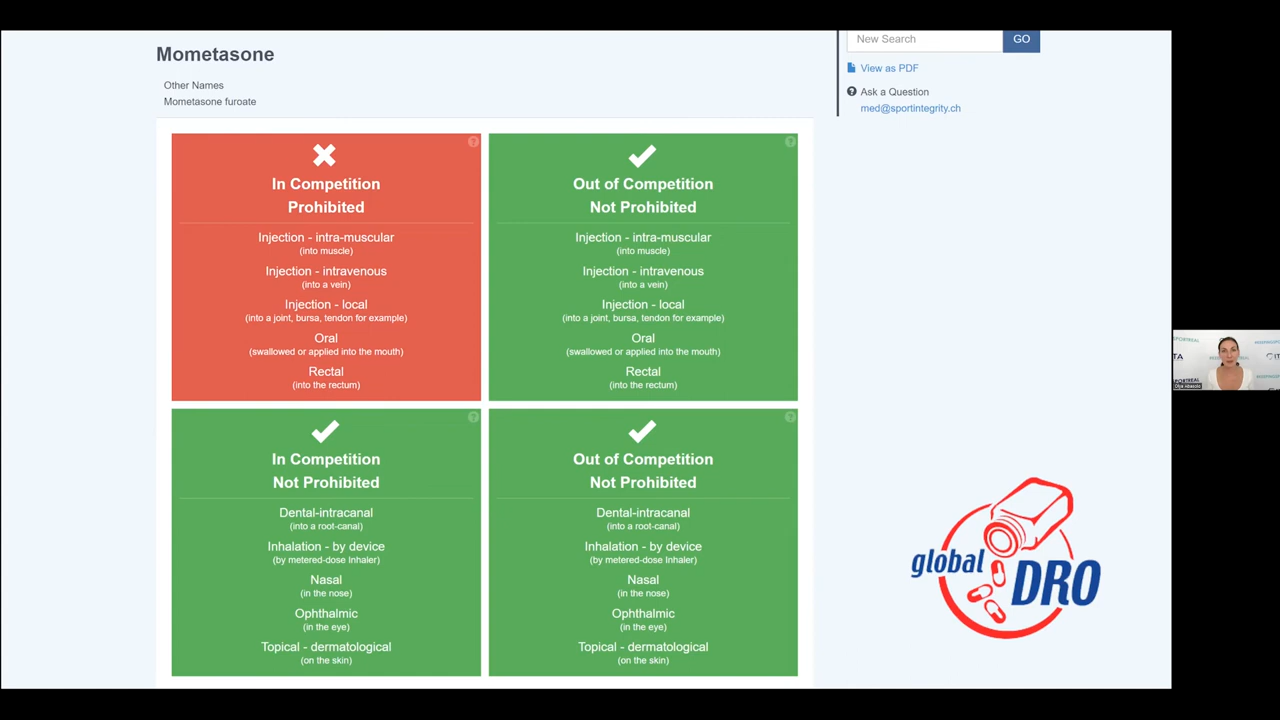 Mometasone
Other Names
Mometasone furoate
New Search
GO
View as PDF
Ask a Question
med@sportintegrity.ch
In Competition
Prohibited
Injection - intra-muscular
(into muscle)
Injection - intravenous
(into a vein)
Injection - local
(into a joint, bursa, tendon for example)
Oral
(swallowed or applied into the mouth)
Rectal
(into the rectum)
Out of Competition
Not Prohibited
Injection - intra-muscular
(into muscle)
Injection - intravenous
(into a vein)
Injection - local
(into a joint, bursa, tendon for example)
Oral
(swallowed or applied into the mouth)
Rectal
(into the rectum)
In Competition
Not Prohibited
Dental-intracanal
(into a root-canal)
Inhalation - by device
(by metered-dose Inhaler)
Nasal
(in the nose)
Ophthalmic
(in the eye)
Topical - dermatological
(on the skin)
Out of Competition
Not Prohibited
Dental-intracanal
(into a root-canal)
Inhalation - by device
(by metered-dose Inhaler)
Nasal
(in the nose)
Ophthalmic
(in the eye)
Topical - dermatological
(on the skin)
global
DRO